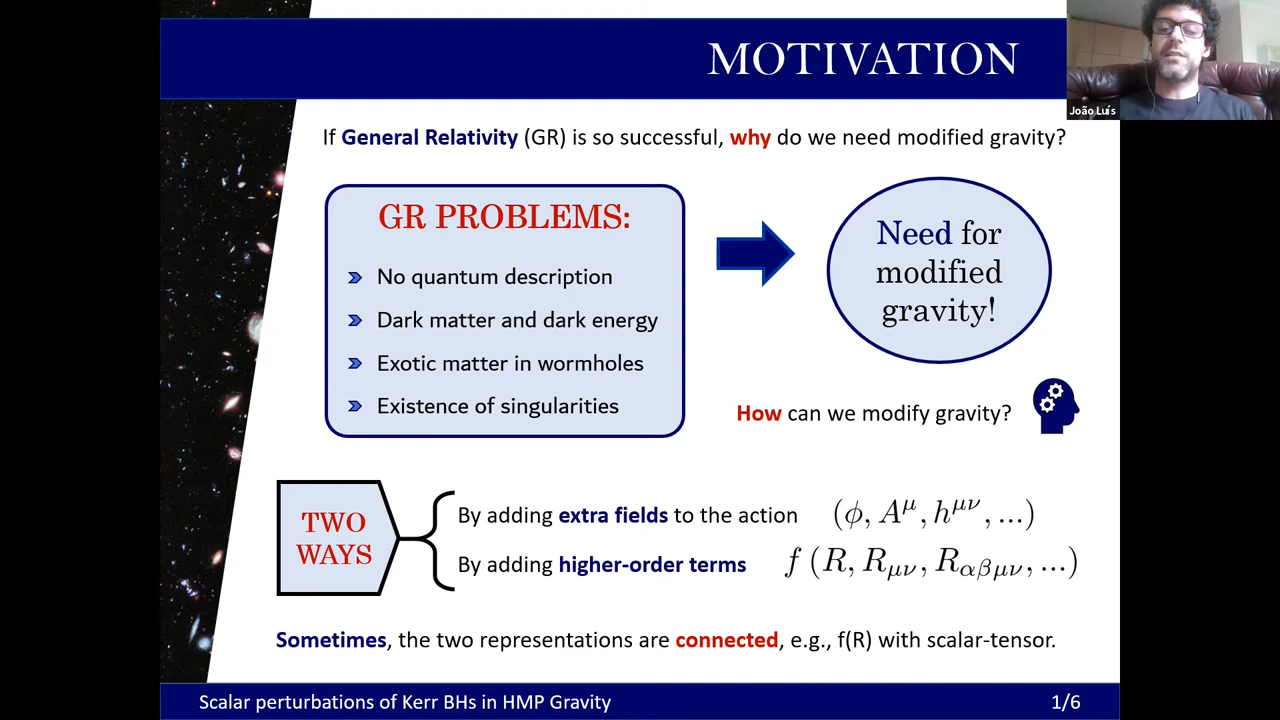 MOTIVATION
João Luís
If General Relativity (GR) is so successful, why do we need modified gravity?
GR PROBLEMS:
No quantum description
Dark matter and dark energy
Exotic matter in wormholes
Existence of singularities
Need for
modified
gravity!
How can we modify gravity?
TWO
WAYS
By adding extra fields to the action (ϕ, A^μ, h^{μν}, ...)
By adding higher-order terms f (R, R_{μν}, R_{αβμν}, ...)
Sometimes, the two representations are connected, e.g., f(R) with scalar-tensor.
Scalar perturbations of Kerr BHs in HMP Gravity 1/6